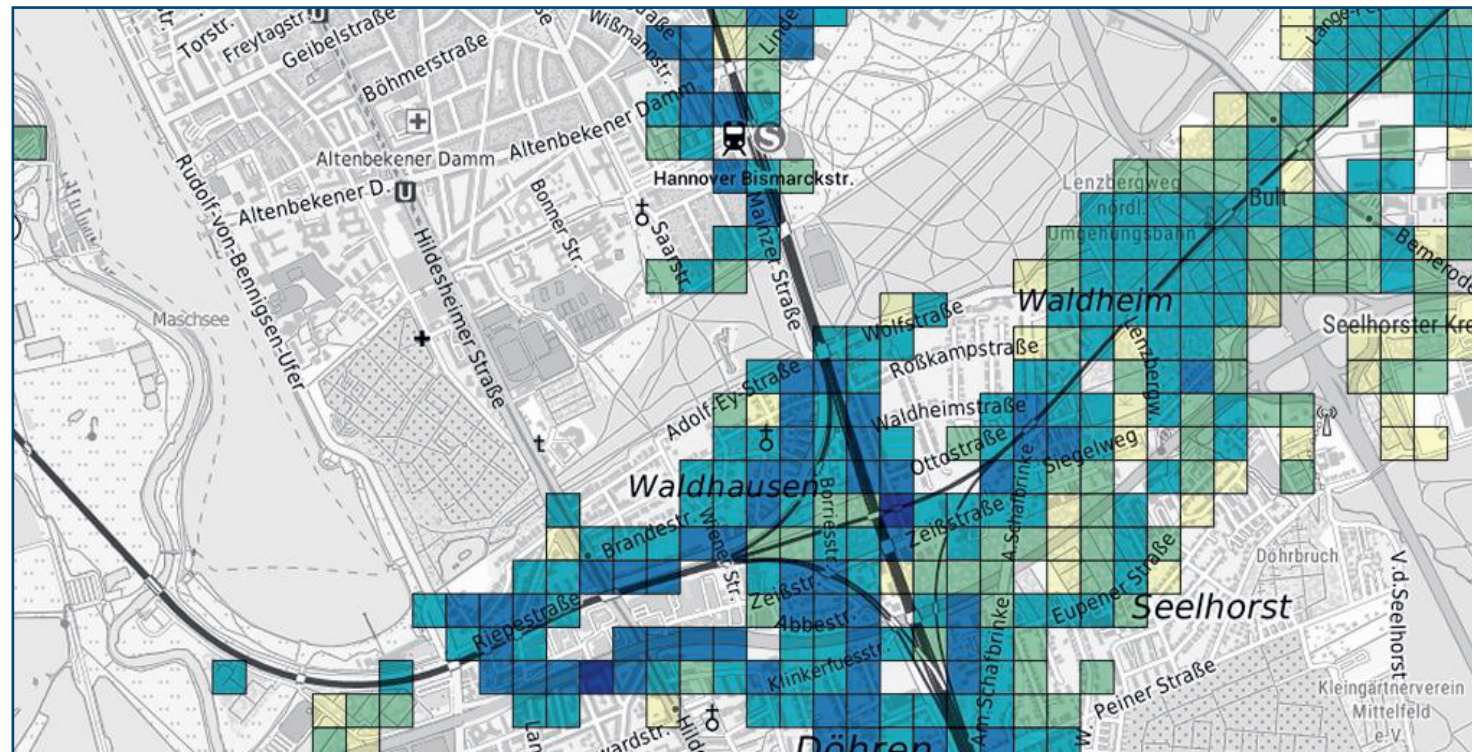 Torstr.
Freytagstr.
U
Geibelstraße
Böhmerstraße
Wißmannstr.
Altenbekener Damm
Altenbekener Damm
Altenbekener D.
U
S
Hannover Bismarckstr.
Rudolf-von-Bennigsen-Ufer
Hildesheimer Straße
Bonner Str.
Saarstr.
Mainzer Straße
Maschsee
Lenzbergweg
nördl.
Umgehungsbahn
Bult
Waldheim
Wolfstraße
Roßkampstraße
Adolf-Ey-Straße
Waldheimstraße
Lenzbergw.
Ottostraße
Siegelweg
Waldhausen
Borriesstr.
Brandestr.
Wiener Str.
Zeißstraße
A.Schafbrinke
Döhrbruch
Zeißstr.
Eupener Straße
Seelhorst
V.d.Seelhorst
Riepestraße
Abbestr.
Klinkerfuesstr.
Am Schafbrinke
Peiner Straße
Kleingärtnerverein
Mittelfeld
e.V.
Döhren